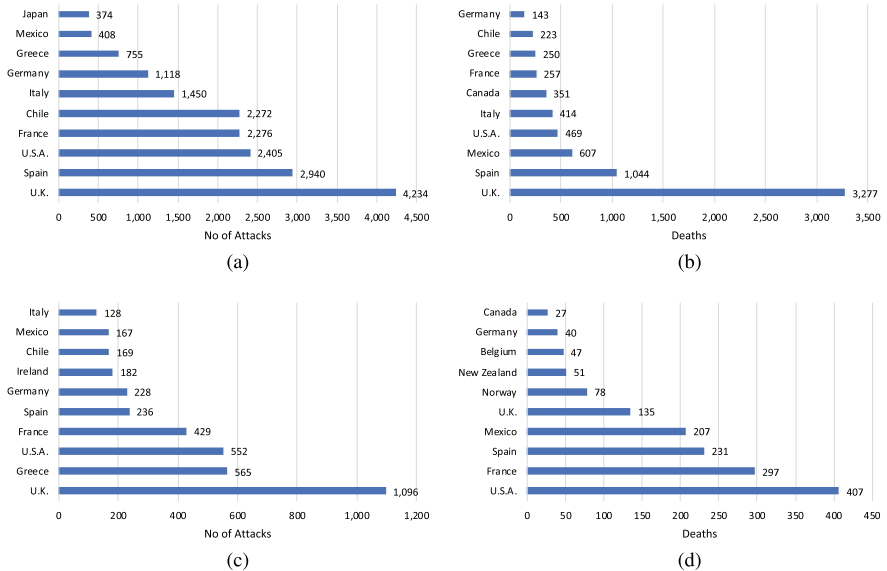 Japan 374
Mexico 408
Greece 755
Germany 1,118
Italy 1,450
Chile 2,272
France 2,276
U.S.A. 2,405
Spain 2,940
U.K. 4,234
0 500 1,000 1,500 2,000 2,500 3,000 3,500 4,000 4,500
No of Attacks
(a)
Germany 143
Chile 223
Greece 250
France 257
Canada 351
Italy 414
U.S.A. 469
Mexico 607
Spain 1,044
U.K. 3,277
0 500 1,000 1,500 2,000 2,500 3,000 3,500
Deaths
(b)
Italy 128
Mexico 167
Chile 169
Ireland 182
Germany 228
Spain 236
France 429
U.S.A. 552
Greece 565
U.K. 1,096
0 200 400 600 800 1,000 1,200
No of Attacks
(c)
Canada 27
Germany 40
Belgium 47
New Zealand 51
Norway 78
U.K. 135
Mexico 207
Spain 231
France 297
U.S.A. 407
0 50 100 150 200 250 300 350 400 450
Deaths
(d)